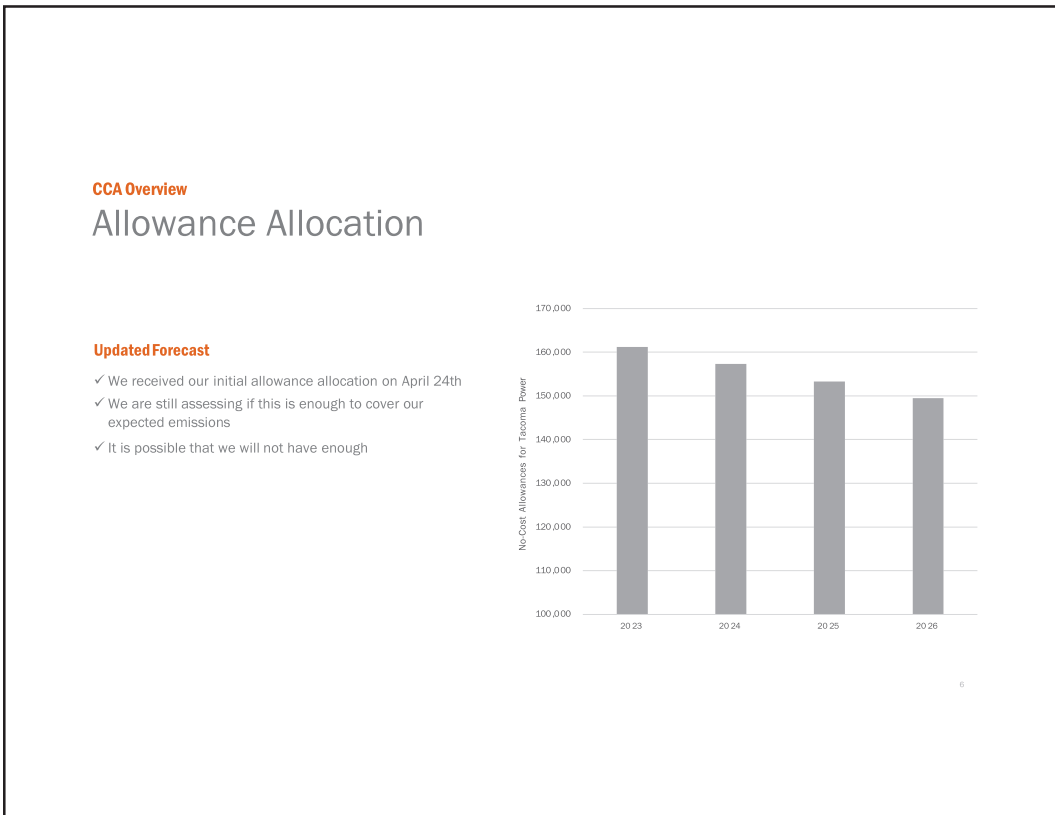 CCA Overview
Allowance Allocation
Updated Forecast
✓ We received our initial allowance allocation on April 24th
✓ We are still assessing if this is enough to cover our
expected emissions
✓ It is possible that we will not have enough
No-Cost Allowances for Tacoma Power
170,000
160,000
150,000
140,000
130,000
120,000
110,000
100,000
2023 2024 2025 2026
6